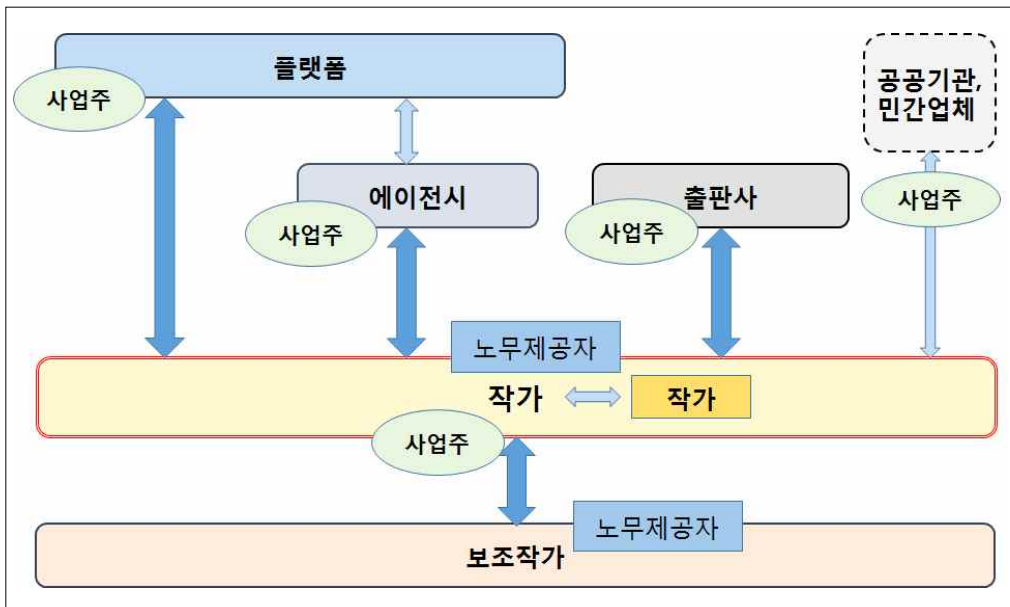 플랫폼
사업주
공공기관,
민간업체
에이전시
사업주
출판사
사업주
사업주
노무제공자
작가
작가
사업주
노무제공자
보조작가